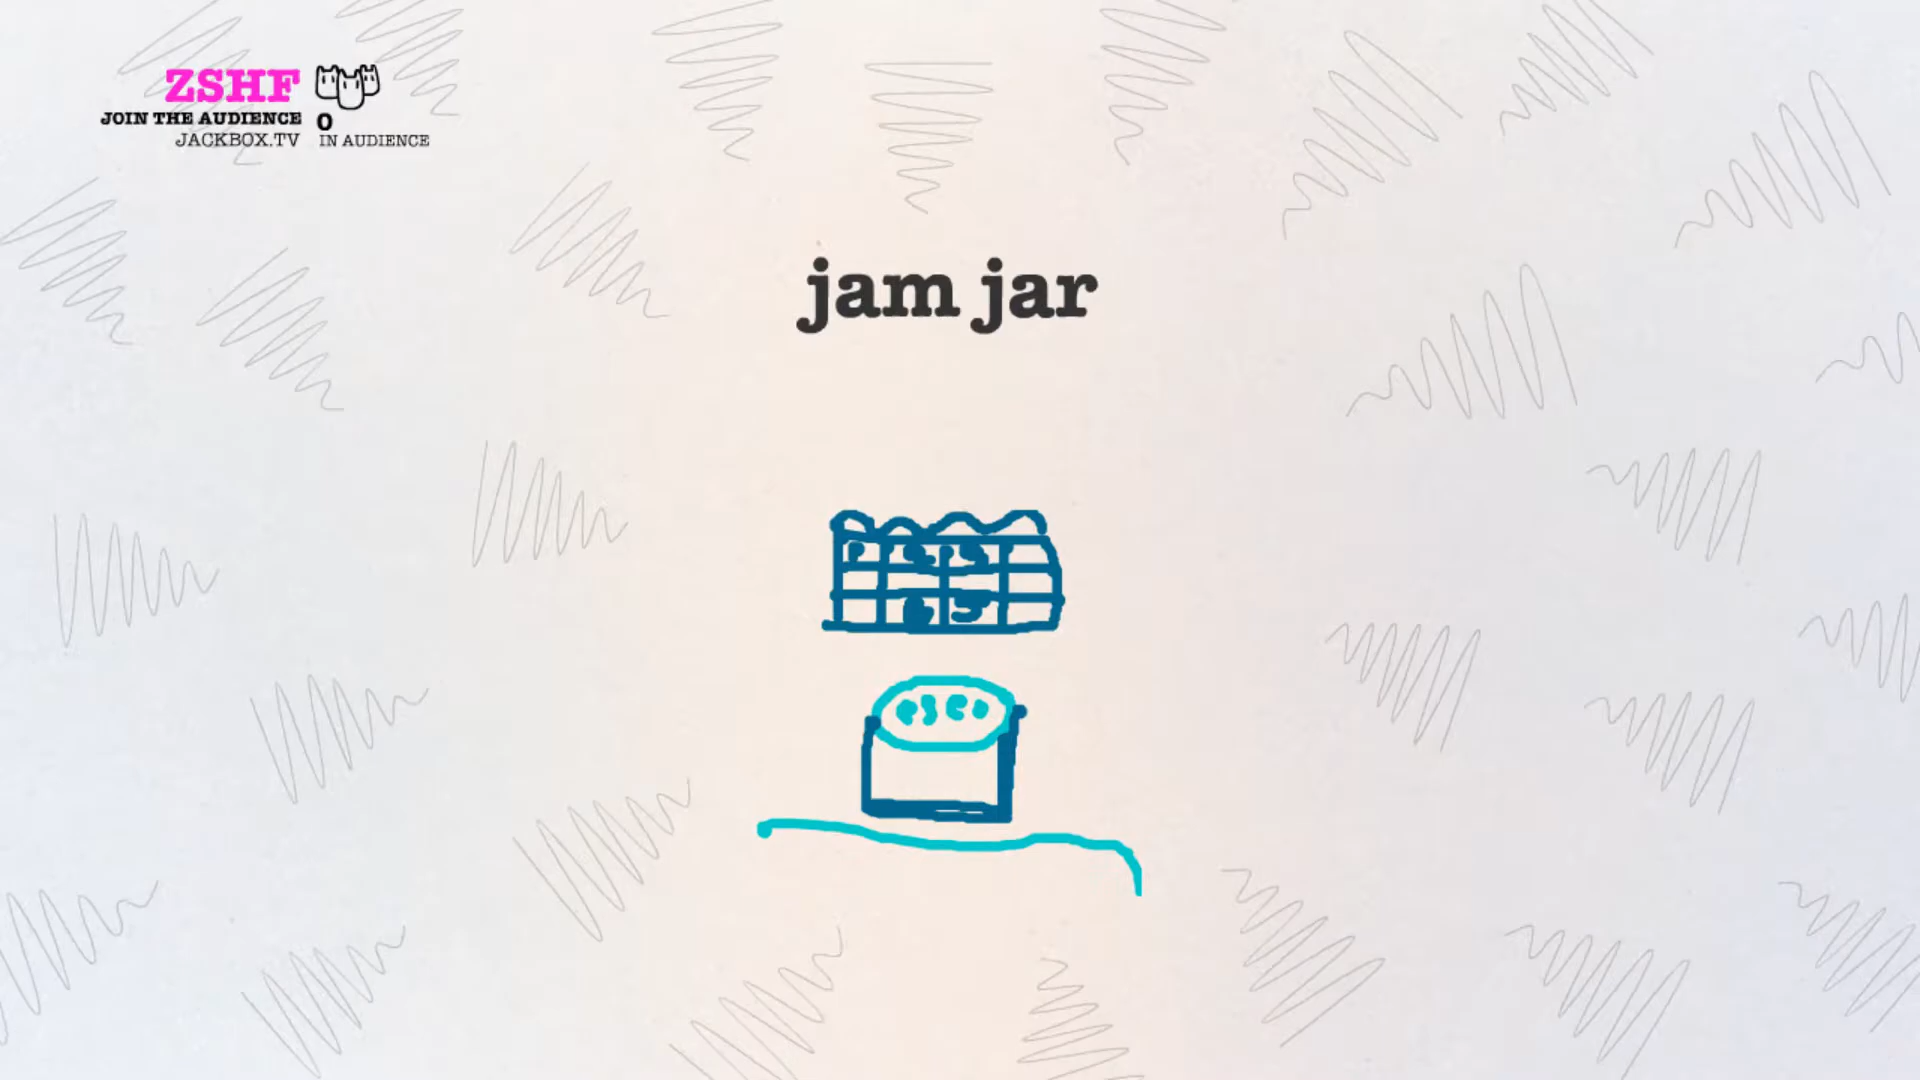 ZSHF
JOIN THE AUDIENCE
JACKBOX.TV
0
IN AUDIENCE
jam jar